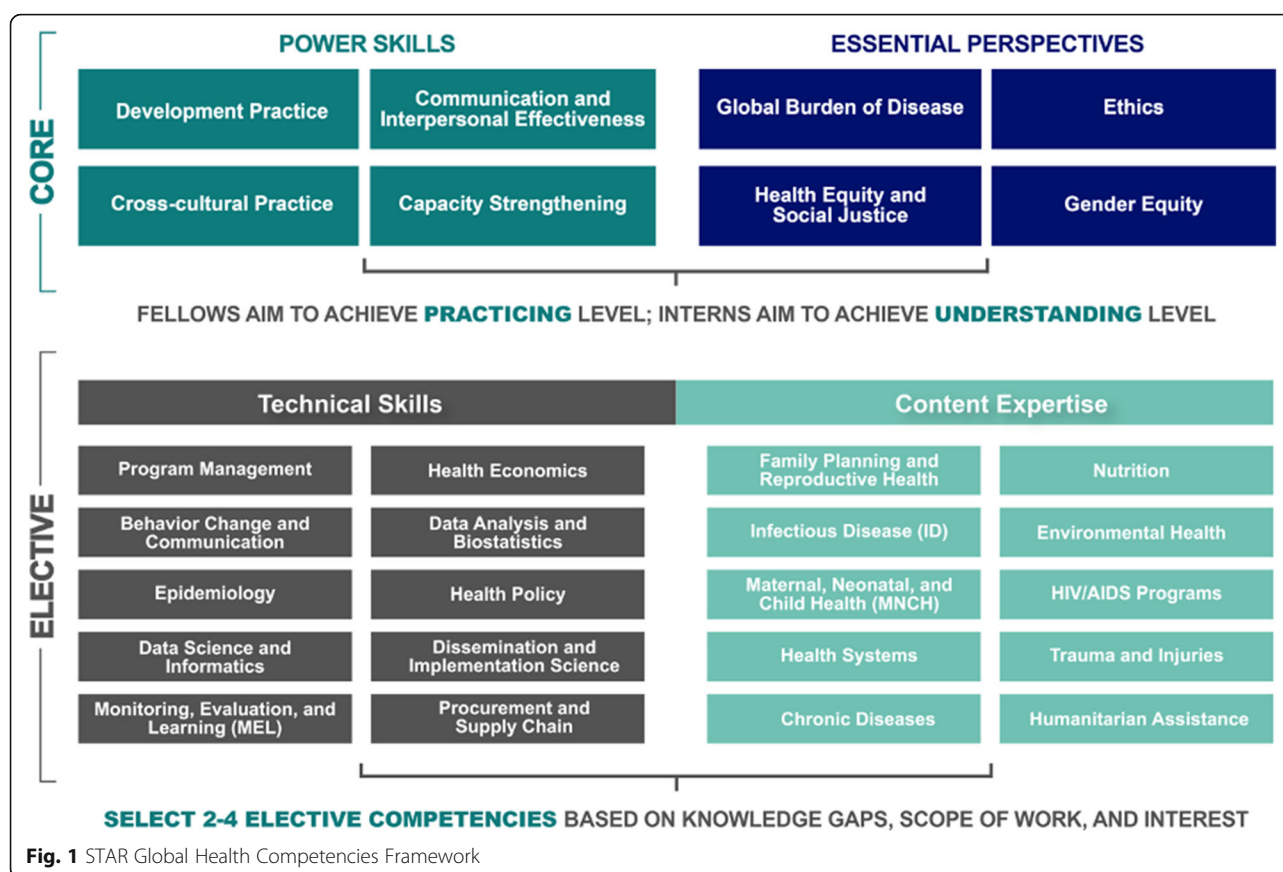 CORE
POWER SKILLS
Development Practice
Communication and
Interpersonal Effectiveness
Cross-cultural Practice
Capacity Strengthening
ESSENTIAL PERSPECTIVES
Global Burden of Disease
Ethics
Health Equity and
Social Justice
Gender Equity
FELLOWS AIM TO ACHIEVE PRACTICING LEVEL; INTERNS AIM TO ACHIEVE UNDERSTANDING LEVEL
ELECTIVE
Technical Skills
Program Management
Health Economics
Behavior Change and
Communication
Data Analysis and
Biostatistics
Epidemiology
Health Policy
Data Science and
Informatics
Dissemination and
Implementation Science
Monitoring, Evaluation, and
Learning (MEL)
Procurement and
Supply Chain
Content Expertise
Family Planning and
Reproductive Health
Nutrition
Infectious Disease (ID)
Environmental Health
Maternal, Neonatal, and
Child Health (MNCH)
HIV/AIDS Programs
Health Systems
Trauma and Injuries
Chronic Diseases
Humanitarian Assistance
SELECT 2-4 ELECTIVE COMPETENCIES BASED ON KNOWLEDGE GAPS, SCOPE OF WORK, AND INTEREST
Fig. 1 STAR Global Health Competencies Framework